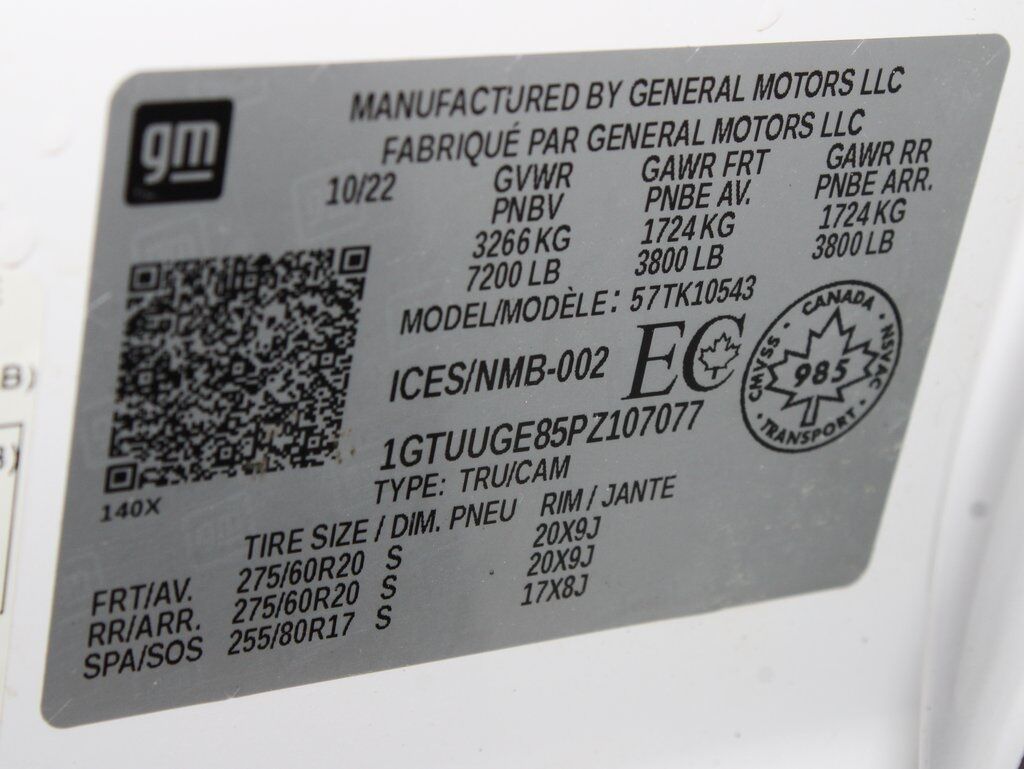 gm
MANUFACTURED BY GENERAL MOTORS LLC
FABRIQUÉ PAR GENERAL MOTORS LLC
10/22 GVWR GAWR FRT GAWR RR
PNBV PNBE AV. PNBE ARR.
3266 KG 1724 KG 1724 KG
7200 LB 3800 LB 3800 LB
MODEL/MODÈLE: 57TK10543
ICES/NMB-002 EC
CANADA
CMVSS · NSVAC
985
· TRANSPORT ·
1GTUUGE85PZ107077
TYPE: TRU/CAM
140X
TIRE SIZE / DIM. PNEU RIM / JANTE
FRT/AV. 275/60R20 S 20X9J
RR/ARR. 275/60R20 S 20X9J
SPA/SOS 255/80R17 S 17X8J
B)